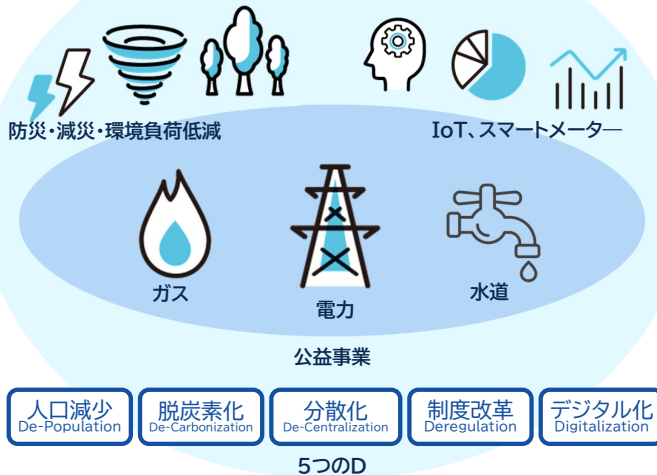 防災・減災・環境負荷低減
IoT、スマートメーター
ガス
電力
水道
公益事業
人口減少
De-Population
脱炭素化
De-Carbonization
分散化
De-Centralization
制度改革
Deregulation
デジタル化
Digitalization
5つのD